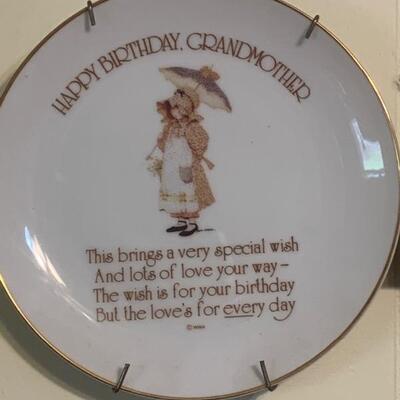 HAPPY BIRTHDAY, GRANDMOTHER
This brings a very special wish
And lots of love your way –
The wish is for your birthday
But the love's for every day
©